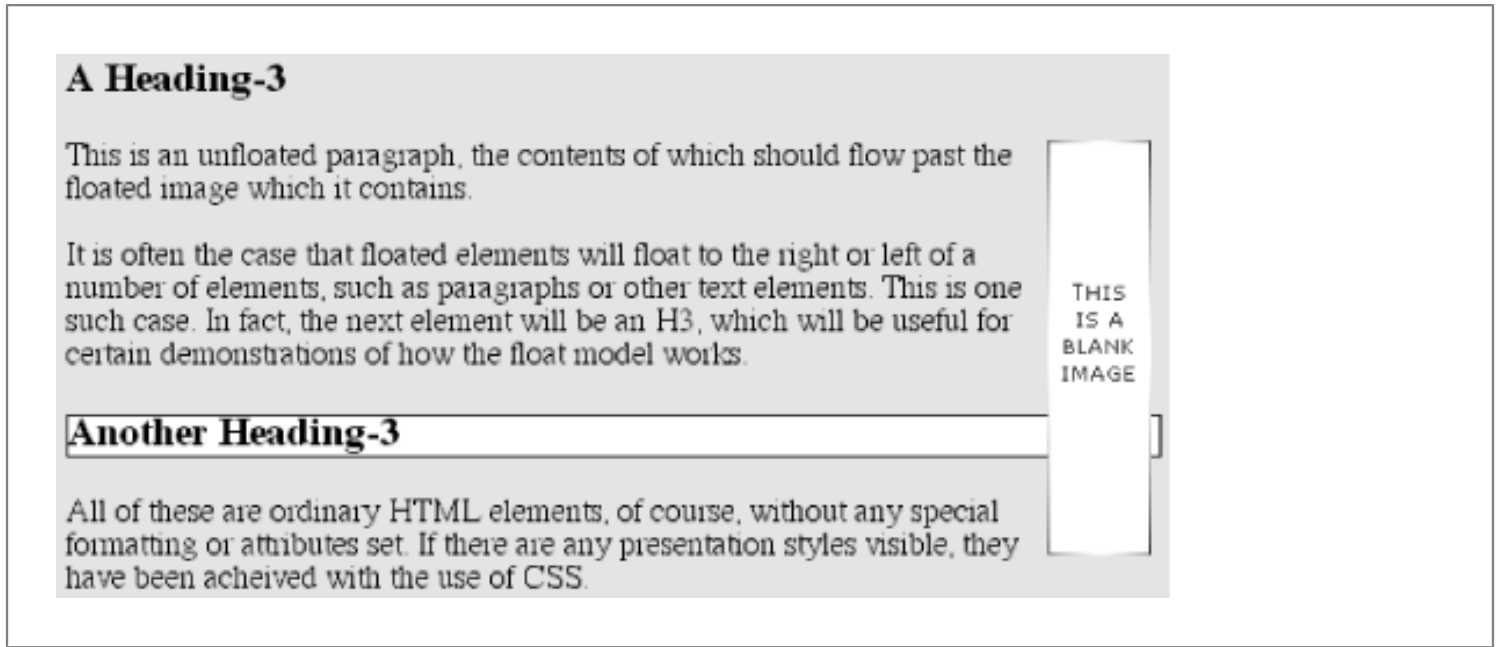 A Heading-3
This is an unfloated paragraph, the contents of which should flow past the
floated image which it contains.
It is often the case that floated elements will float to the right or left of a
number of elements, such as paragraphs or other text elements. This is one
such case. In fact, the next element will be an H3, which will be useful for
certain demonstrations of how the float model works.
THIS
IS A
BLANK
IMAGE
Another Heading-3
All of these are ordinary HTML elements, of course, without any special
formatting or attributes set. If there are any presentation styles visible, they
have been acheived with the use of CSS.